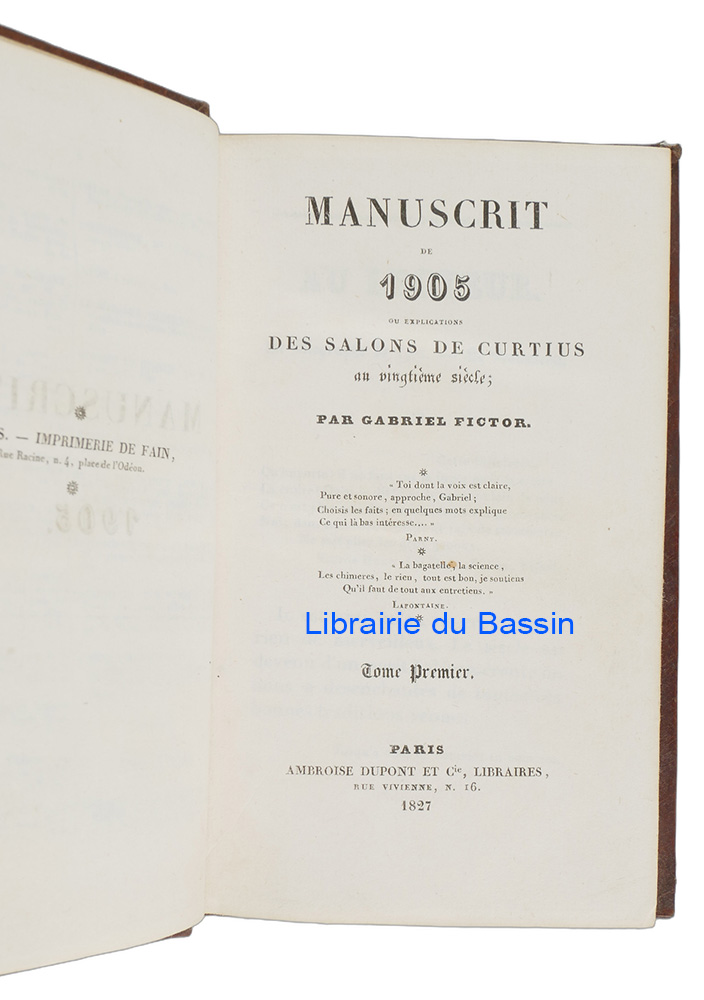 S. — IMPRIMERIE DE FAIN,
Rue Racine, n. 4, place de l'Odéon.
MANUSCRIT
DE
1905
OU EXPLICATIONS
DES SALONS DE CURTIUS
au vingtième siècle;
PAR GABRIEL FICTOR.
« Toi dont la voix est claire,
Pure et sonore, approche, Gabriel;
Choisis les faits; en quelques mots explique
Ce qui là bas intéresse.... »
PARNY.
« La bagatelle, la science,
Les chimeres, le rien, tout est bon, je soutiens
Qu'il faut de tout aux entretiens. »
LAFONTAINE.
Librairie du Bassin
Tome Premier.
PARIS
AMBROISE DUPONT ET Cie, LIBRAIRES,
RUE VIVIENNE, N. 16.
1827